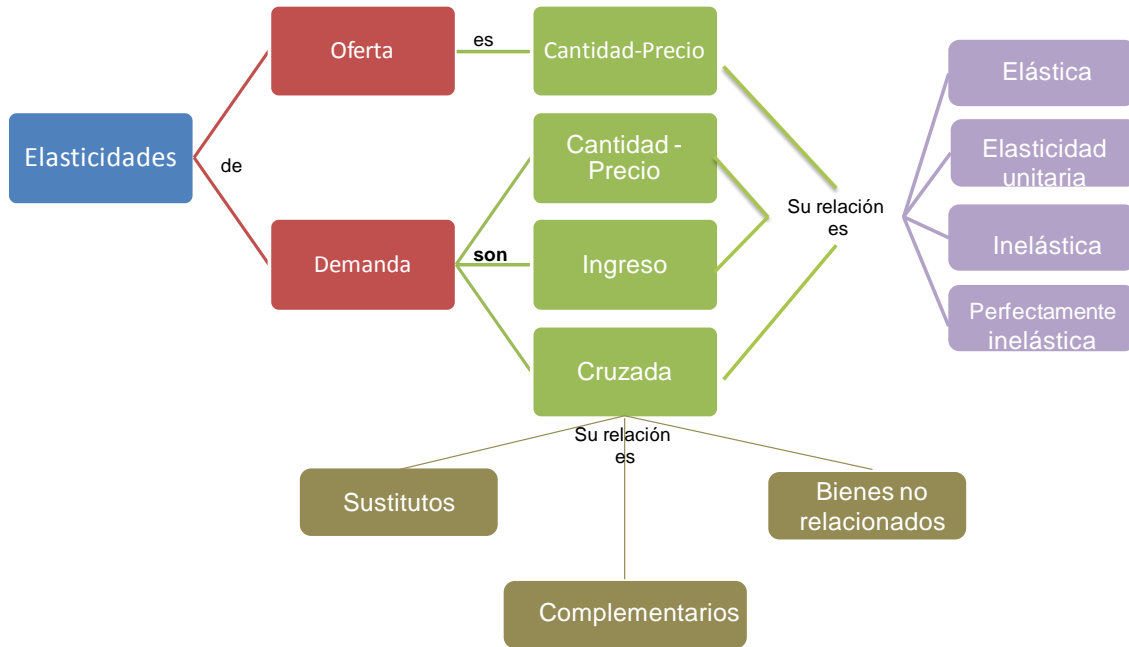 Elasticidades
de
Oferta
es
Cantidad-Precio
Demanda
son
Cantidad -
Precio
Ingreso
Cruzada
Su relación
es
Elástica
Elasticidad
unitaria
Inelástica
Perfectamente
inelástica
Su relación
es
Sustitutos
Complementarios
Bienes no
relacionados